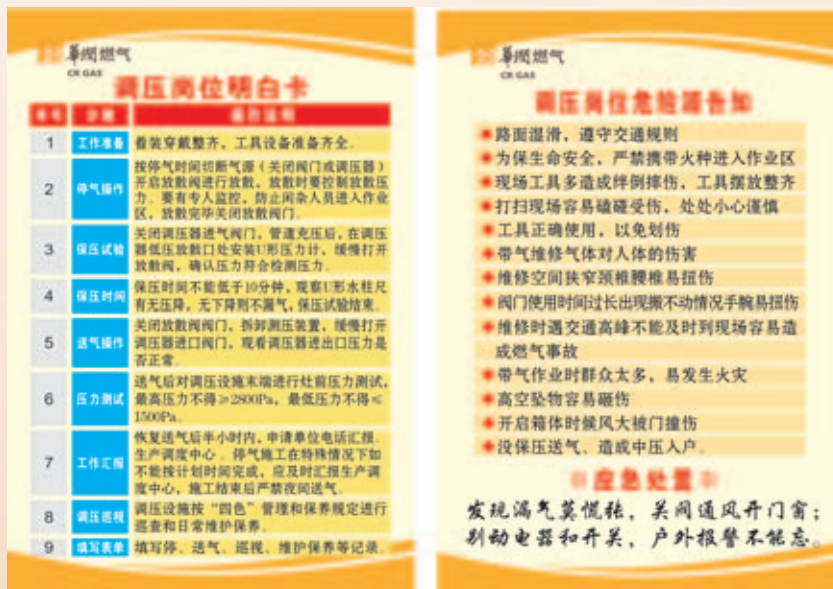 華潤燃气
CR GAS
调压岗位明白卡
序号 步骤
1 工作准备 着装穿戴整齐，工具设备准备齐全。
2 停气操作 按停气时间切断气源（关闭阀门或调压器）
开启放散阀进行放散，放散时要控制放散压
力。要有专人监控，防止闲杂人员进入作业
区，放散完毕关闭放散阀门。
3 保压试验 关闭调压器进气阀门，管道充压后，在调压
器低压放散口处安装U形压力计，缓慢打开
放散阀，确认压力符合检测压力。
4 保压时间 保压时间不能低于10分钟，观察U形水柱尺
有无压降，无下降则不漏气，保压试验结束。
5 送气操作 关闭放散阀阀门，拆卸测压装置，缓慢打开
调压器进口阀门，观看调压器进出口压力是
否正常。
6 压力测试 送气后对调压设施末端进行灶前压力测试，
最高压力不得≥2800Pa，最低压力不得≤
1500Pa。
7 工作汇报 恢复送气后半小时内，申请单位电话汇报
生产调度中心。停气施工在特殊情况下如
不能按计划时间完成，应及时汇报生产调
度中心，施工结束后严禁夜间送气。
8 调压巡视 调压设施按“四色”管理和保养规定进行
巡查和日常维护保养。
9 填写表单 填写停、送气、巡视、维护保养等记录。
華潤燃气
CR GAS
调压岗位危险源告知
路面湿滑，遵守交通规则
为保生命安全，严禁携带火种进入作业区
现场工具多造成绊倒摔伤，工具摆放整齐
打扫现场容易磕碰受伤，处处小心谨慎
工具正确使用，以免划伤
带气维修气体对人体的伤害
维修空间狭窄颈椎腰椎易扭伤
阀门使用时间过长出现搬不动情况手腕易扭伤
维修时遇交通高峰不能及时到现场容易造
成燃气事故
带气作业时群众太多，易发生火灾
高空坠物容易砸伤
开启箱体时候风大被门撞伤
没保压送气、造成中压入户。
应急处置
发现漏气莫慌张，关阀通风开门窗；
别动电器和开关，户外报警不能忘。